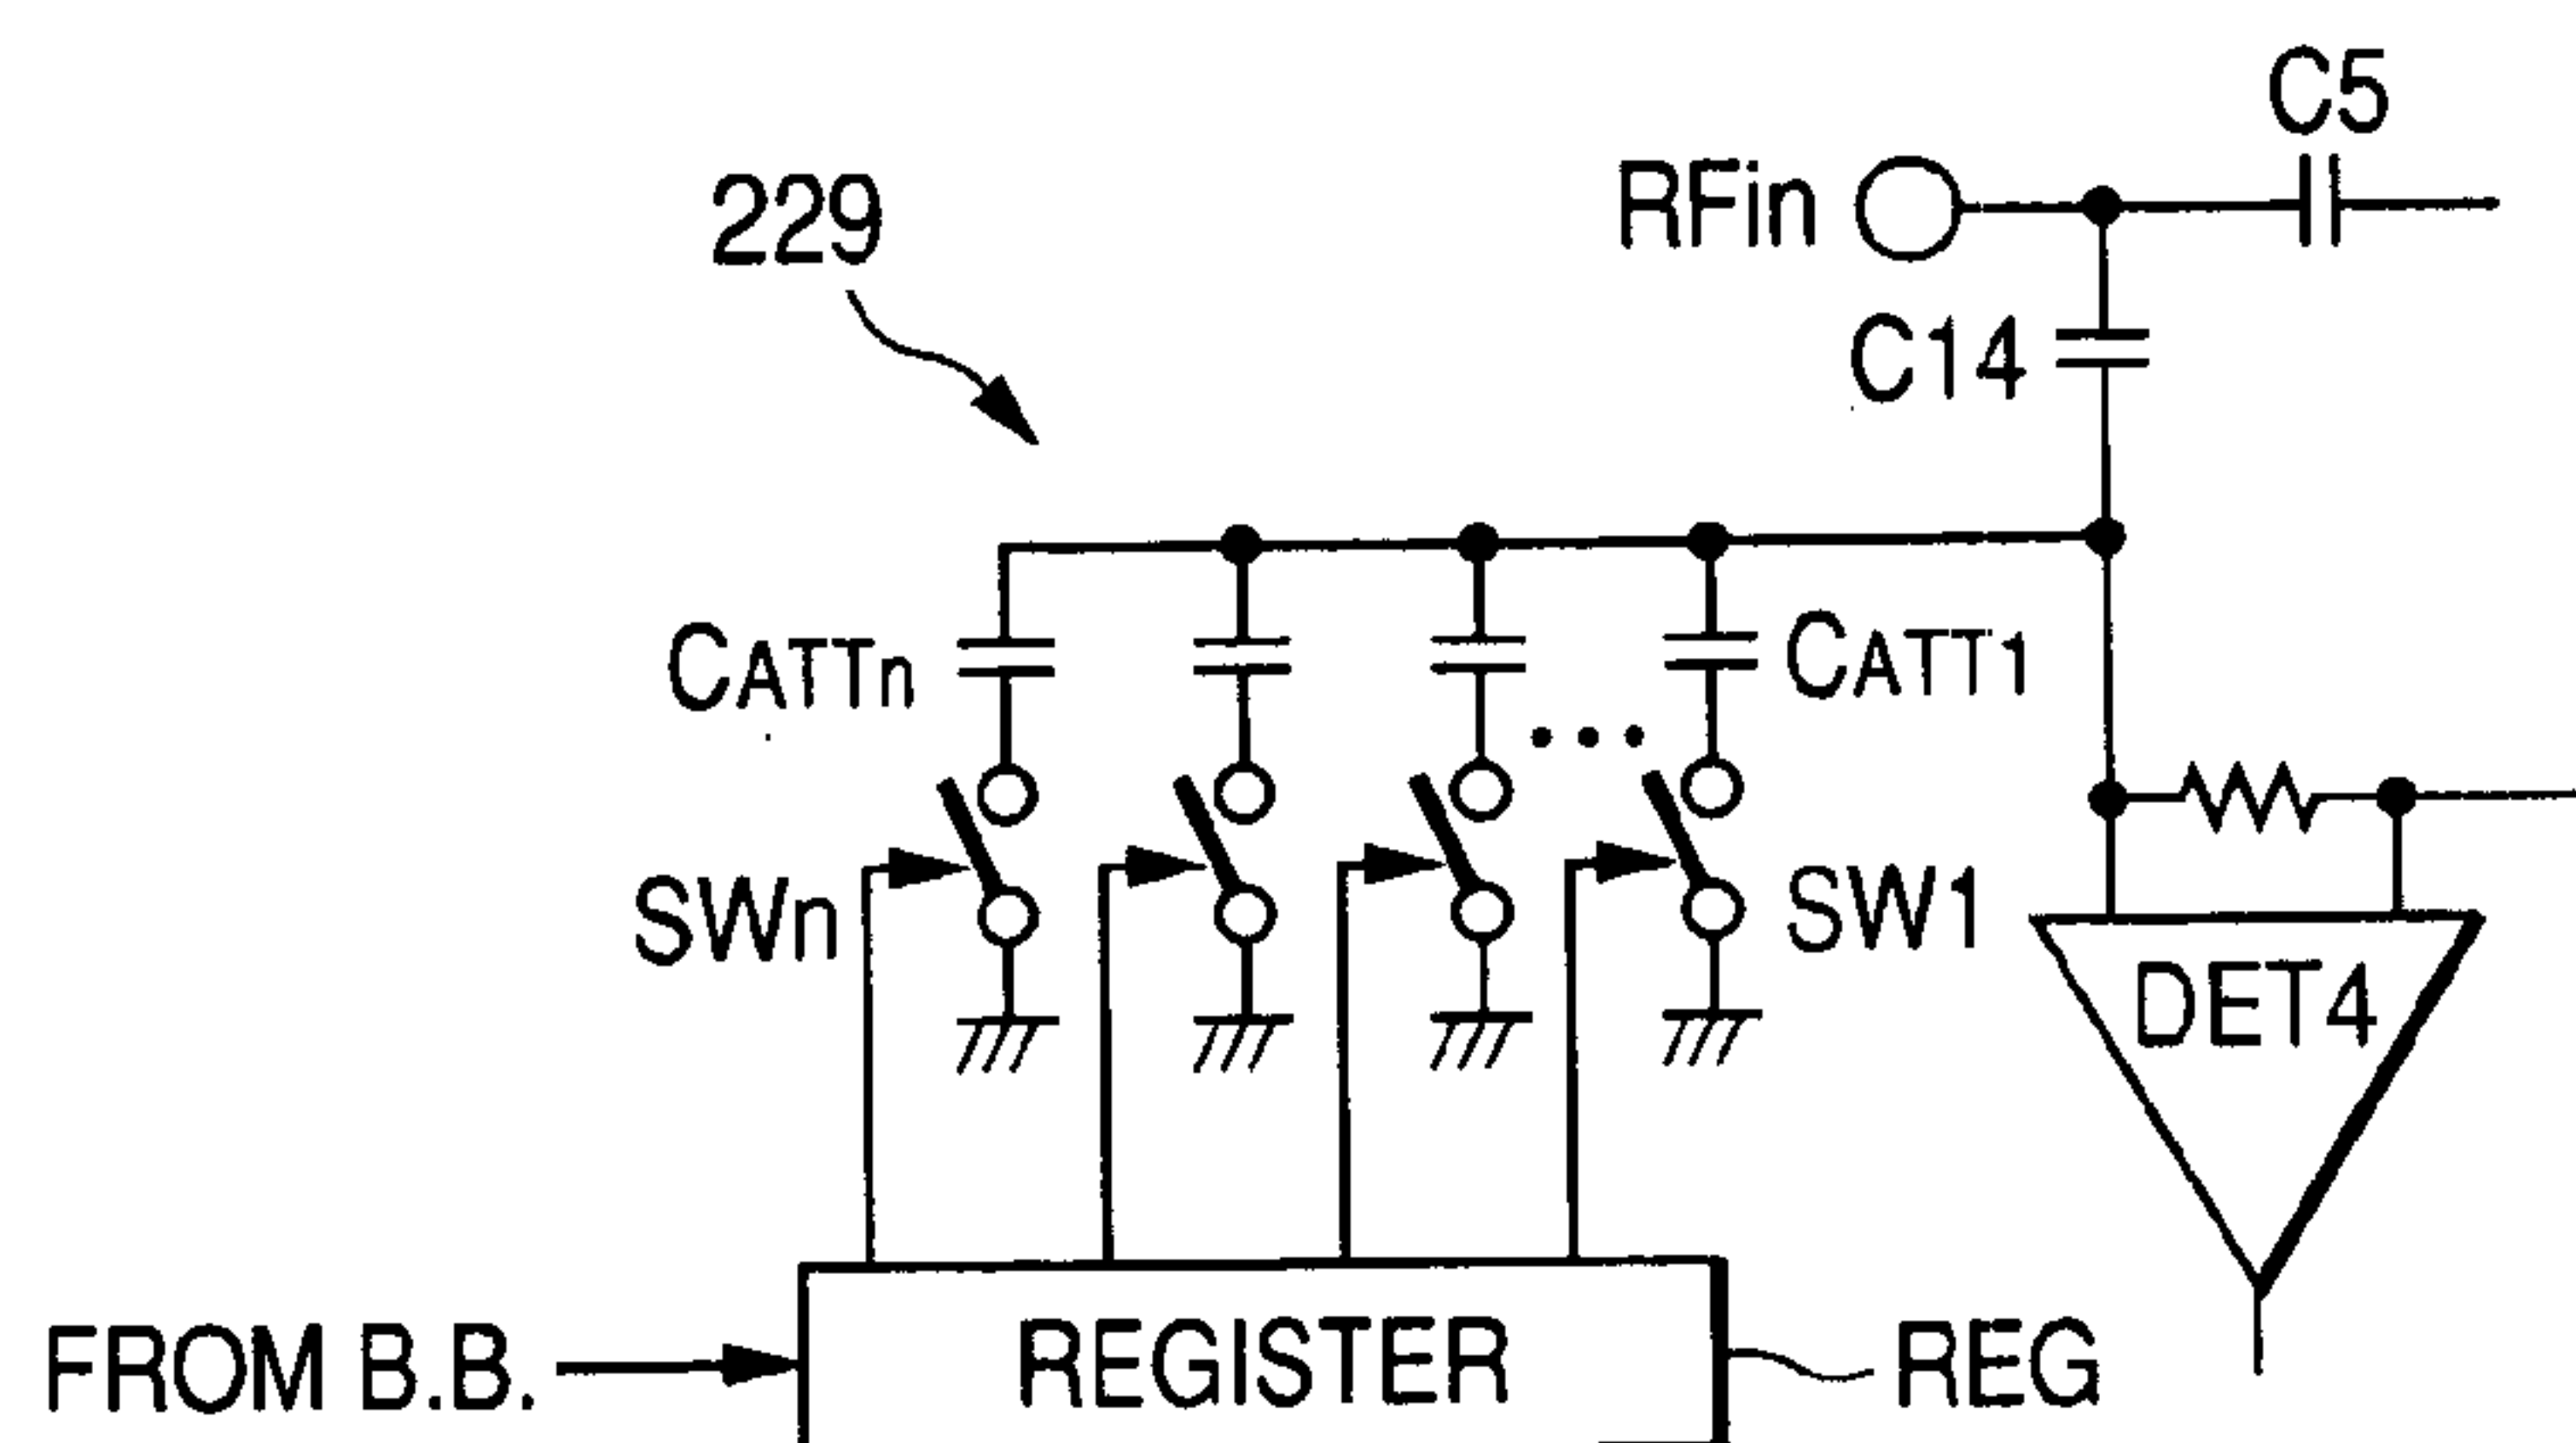 C5
RFin
229
C14
CATTn
CATT1
SWn
SW1
DET4
FROM B.B.
REGISTER
REG